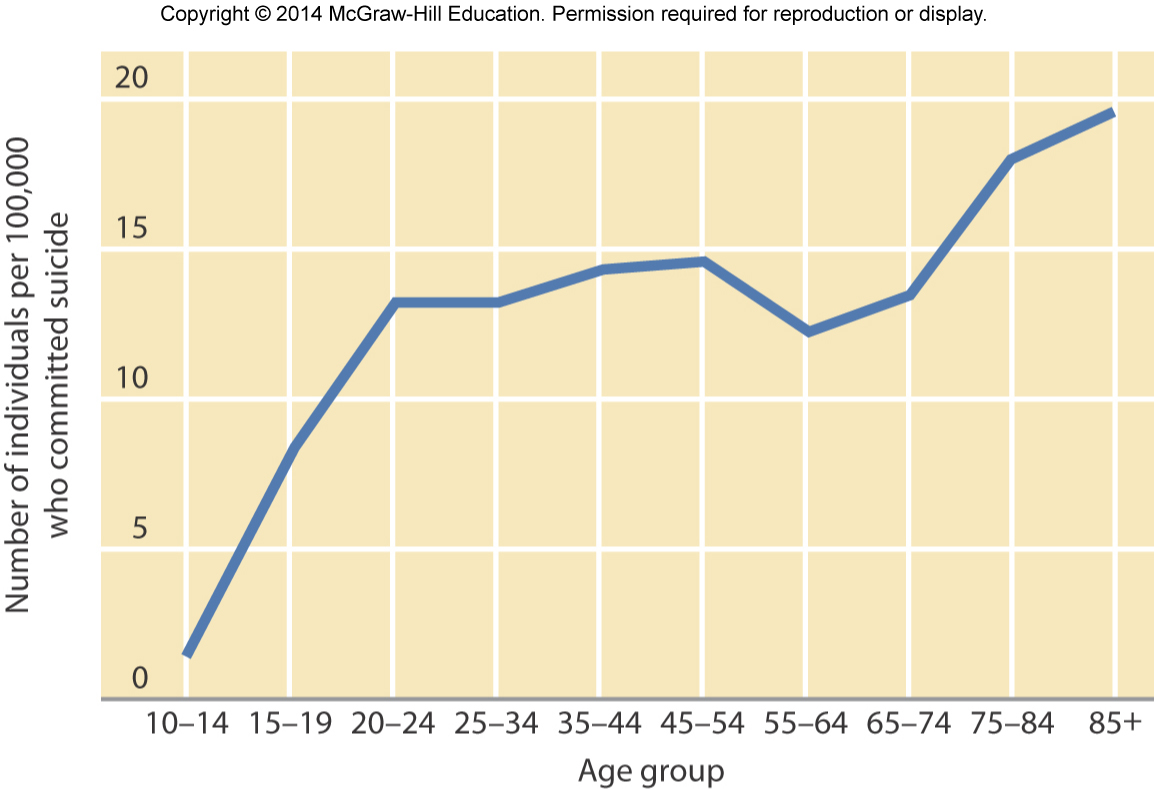 Copyright © 2014 McGraw-Hill Education. Permission required for reproduction or display.
Number of individuals per 100,000
who committed suicide
20
15
10
5
0
10–14 15–19 20–24 25–34 35–44 45–54 55–64 65–74 75–84 85+
Age group